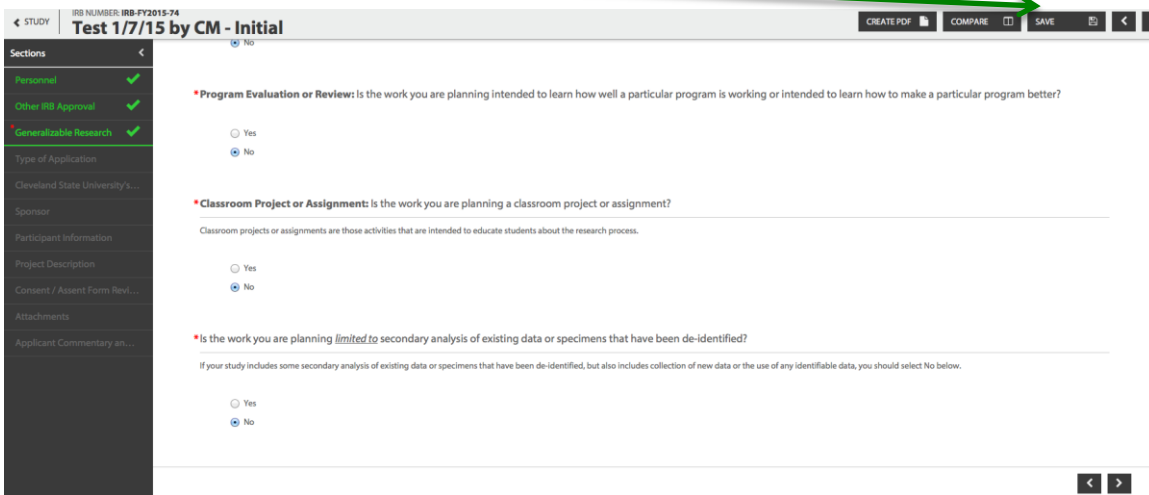 STUDY
IRB NUMBER: IRB-FY2015-74
Test 1/7/15 by CM - Initial
CREATE PDF
COMPARE
SAVE
Sections
Personnel
Other IRB Approval
*Generalizable Research
Type of Application
Cleveland State University's...
Sponsor
Participant Information
Project Description
Consent / Assent Form Revi...
Attachments
Applicant Commentary an...
No
*Program Evaluation or Review: Is the work you are planning intended to learn how well a particular program is working or intended to learn how to make a particular program better?
Yes
No
*Classroom Project or Assignment: Is the work you are planning a classroom project or assignment?
Classroom projects or assignments are those activities that are intended to educate students about the research process.
Yes
No
*Is the work you are planning limited to secondary analysis of existing data or specimens that have been de-identified?
If your study includes some secondary analysis of existing data or specimens that have been de-identified, but also includes collection of new data or the use of any identifiable data, you should select No below.
Yes
No